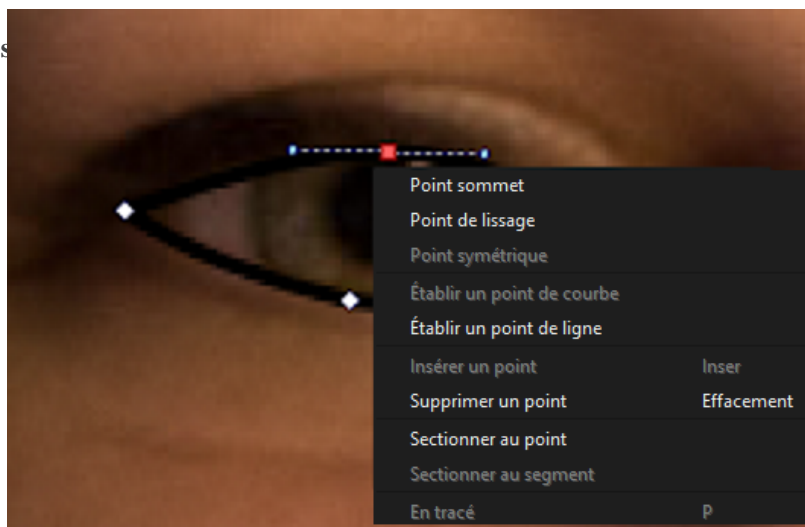 s
Point sommet
Point de lissage
Point symétrique
Établir un point de courbe
Établir un point de ligne
Insérer un point Inser
Supprimer un point Effacement
Sectionner au point
Sectionner au segment
En tracé P